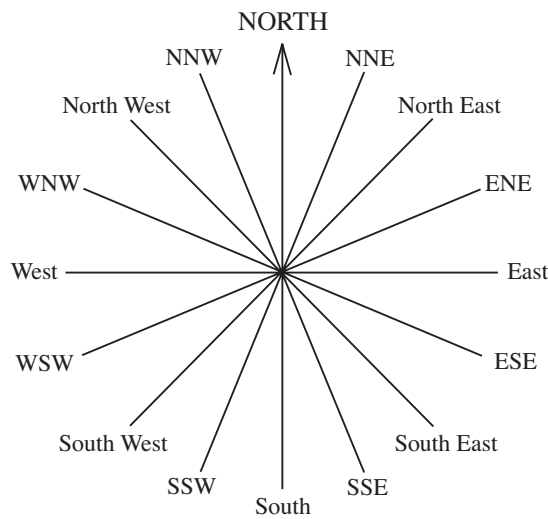 NORTH
NNW
NNE
North West
North East
WNW
ENE
West
East
WSW
ESE
South West
South East
SSW
SSE
South